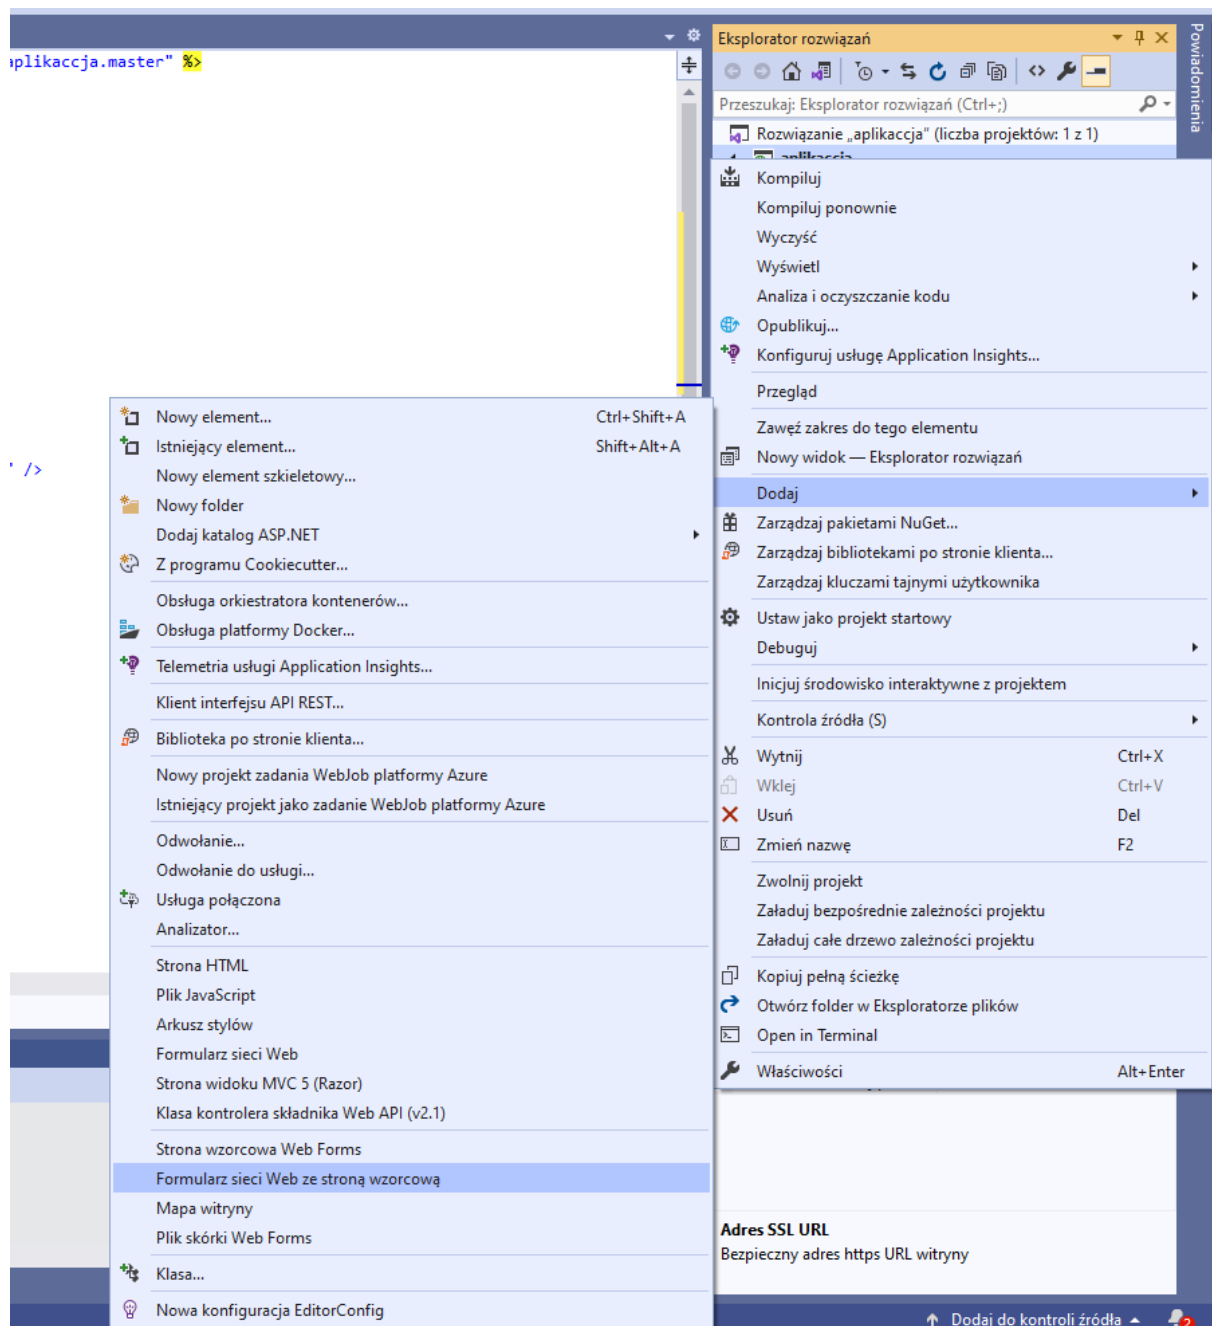 Eksplorator rozwiązań
Powiadomienia
aplikaccja.master" %>
Przeszukaj: Eksplorator rozwiązań (Ctrl+;)
Rozwiązanie „aplikaccja” (liczba projektów: 1 z 1)
aplikaccja
Kompiluj
Kompiluj ponownie
Wyczyść
Wyświetl
Analiza i oczyszczanie kodu
Opublikuj...
Konfiguruj usługę Application Insights...
Przegląd
Zawęź zakres do tego elementu
Nowy widok — Eksplorator rozwiązań
Dodaj
Zarządzaj pakietami NuGet...
Zarządzaj bibliotekami po stronie klienta...
Zarządzaj kluczami tajnymi użytkownika
Ustaw jako projekt startowy
Debuguj
Inicjuj środowisko interaktywne z projektem
Kontrola źródła (S)
Wytnij Ctrl+X
Wklej Ctrl+V
Usuń Del
Zmień nazwę F2
Zwolnij projekt
Załaduj bezpośrednie zależności projektu
Załaduj całe drzewo zależności projektu
Kopiuj pełną ścieżkę
Otwórz folder w Eksploratorze plików
Open in Terminal
Właściwości Alt+Enter
" />
Nowy element... Ctrl+Shift+A
Istniejący element... Shift+Alt+A
Nowy element szkieletowy...
Nowy folder
Dodaj katalog ASP.NET
Z programu Cookiecutter...
Obsługa orkiestratora kontenerów...
Obsługa platformy Docker...
Telemetria usługi Application Insights...
Klient interfejsu API REST...
Biblioteka po stronie klienta...
Nowy projekt zadania WebJob platformy Azure
Istniejący projekt jako zadanie WebJob platformy Azure
Odwołanie...
Odwołanie do usługi...
Usługa połączona
Analizator...
Strona HTML
Plik JavaScript
Arkusz stylów
Formularz sieci Web
Strona widoku MVC 5 (Razor)
Klasa kontrolera składnika Web API (v2.1)
Strona wzorcowa Web Forms
Formularz sieci Web ze stroną wzorcową
Mapa witryny
Plik skórki Web Forms
Klasa...
Nowa konfiguracja EditorConfig
Adres SSL URL
Bezpieczny adres https URL witryny
Dodaj do kontroli źródła
2